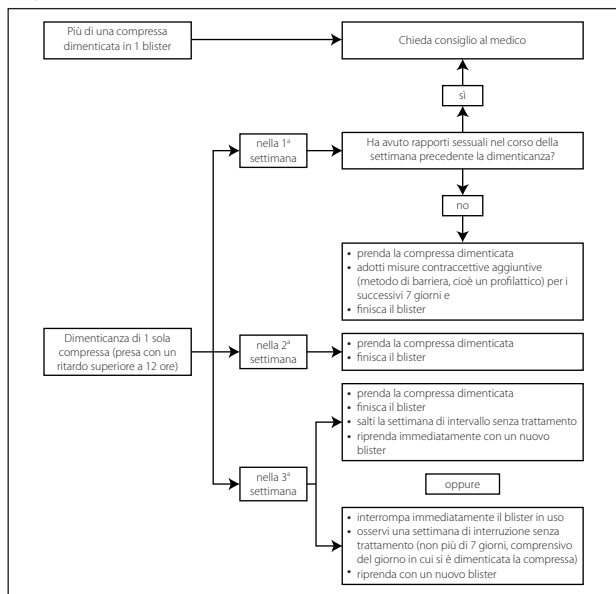 Più di una compressa
dimenticata in 1 blister
Chieda consiglio al medico
sì
nella 1ª
settimana
Ha avuto rapporti sessuali nel corso della
settimana precedente la dimenticanza?
no
• prenda la compressa dimenticata
• adotti misure contraccettive aggiuntive
(metodo di barriera, cioè un profilattico) per i
successivi 7 giorni e
• finisca il blister
Dimenticanza di 1 sola
compressa (presa con un
ritardo superiore a 12 ore)
nella 2ª
settimana
• prenda la compressa dimenticata
• finisca il blister
• prenda la compressa dimenticata
• finisca il blister
• salti la settimana di intervallo senza trattamento
• riprenda immediatamente con un nuovo
blister
nella 3ª
settimana
oppure
• interrompa immediatamente il blister in uso
• osservi una settimana di interruzione senza
trattamento (non più di 7 giorni, comprensivo
del giorno in cui si è dimenticata la compressa)
• riprenda con un nuovo blister